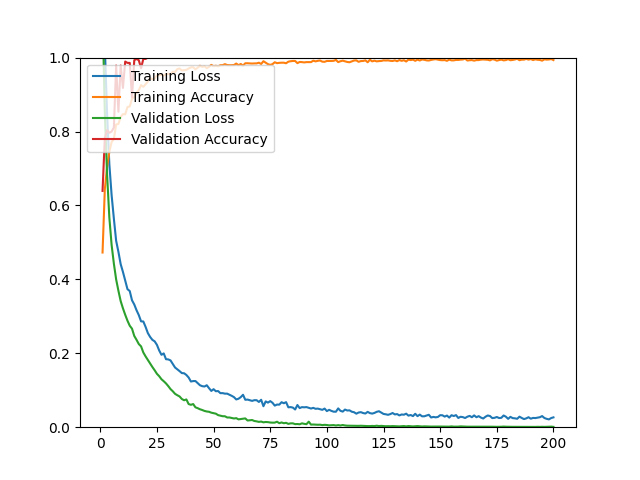 1.0
0.8
0.6
0.4
0.2
0.0
Training Loss
Training Accuracy
Validation Loss
Validation Accuracy
0 25 50 75 100 125 150 175 200